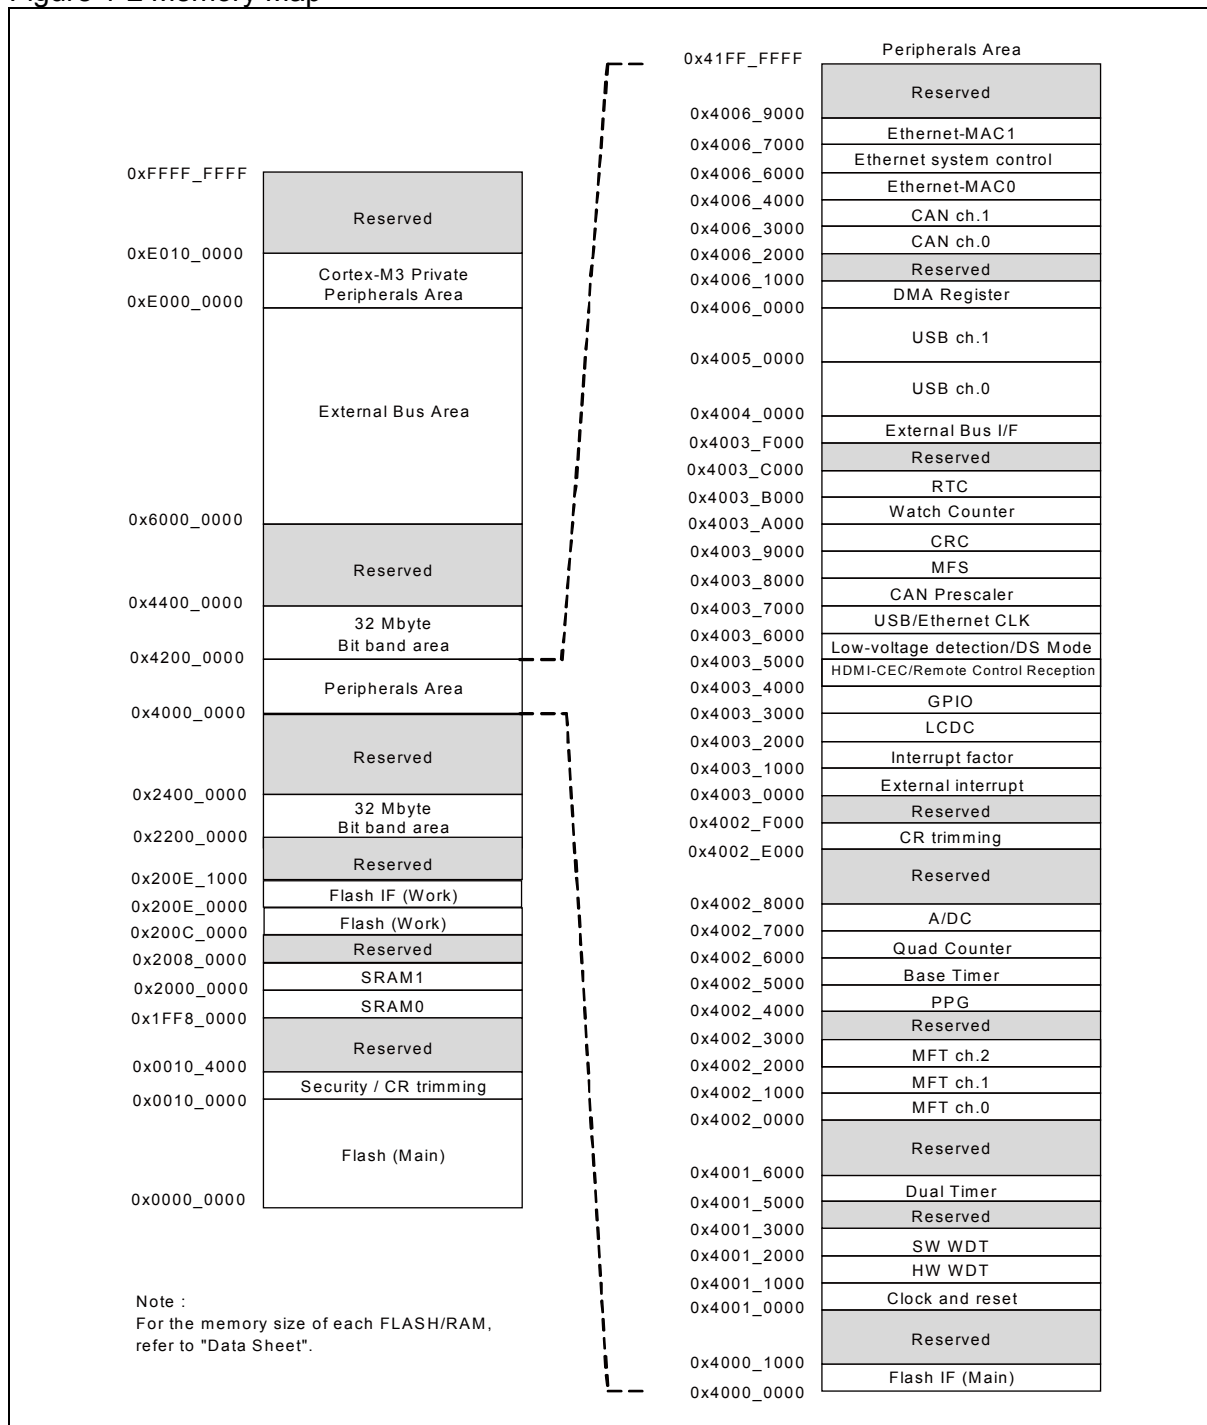 Figure 1-2 Memory Map
0xFFFF_FFFF
Reserved
0xE010_0000
Cortex-M3 Private
Peripherals Area
0xE000_0000
External Bus Area
0x6000_0000
Reserved
0x4400_0000
32 Mbyte
Bit band area
0x4200_0000
Peripherals Area
0x4000_0000
Reserved
0x2400_0000
32 Mbyte
Bit band area
0x2200_0000
Reserved
0x200E_1000
Flash IF (Work)
0x200E_0000
Flash (Work)
0x200C_0000
Reserved
0x2008_0000
SRAM1
0x2000_0000
SRAM0
0x1FF8_0000
Reserved
0x0010_4000
Security / CR trimming
0x0010_0000
Flash (Main)
0x0000_0000
Note :
For the memory size of each FLASH/RAM,
refer to "Data Sheet".
Peripherals Area
0x41FF_FFFF
Reserved
0x4006_9000
Ethernet-MAC1
0x4006_7000
Ethernet system control
0x4006_6000
Ethernet-MAC0
0x4006_4000
CAN ch.1
0x4006_3000
CAN ch.0
0x4006_2000
Reserved
0x4006_1000
DMA Register
0x4006_0000
USB ch.1
0x4005_0000
USB ch.0
0x4004_0000
External Bus I/F
0x4003_F000
Reserved
0x4003_C000
RTC
0x4003_B000
Watch Counter
0x4003_A000
CRC
0x4003_9000
MFS
0x4003_8000
CAN Prescaler
0x4003_7000
USB/Ethernet CLK
0x4003_6000
Low-voltage detection/DS Mode
0x4003_5000
HDMI-CEC/Remote Control Reception
0x4003_4000
GPIO
0x4003_3000
LCDC
0x4003_2000
Interrupt factor
0x4003_1000
External interrupt
0x4003_0000
Reserved
0x4002_F000
CR trimming
0x4002_E000
Reserved
0x4002_8000
A/DC
0x4002_7000
Quad Counter
0x4002_6000
Base Timer
0x4002_5000
PPG
0x4002_4000
Reserved
0x4002_3000
MFT ch.2
0x4002_2000
MFT ch.1
0x4002_1000
MFT ch.0
0x4002_0000
Reserved
0x4001_6000
Dual Timer
0x4001_5000
Reserved
0x4001_3000
SW WDT
0x4001_2000
HW WDT
0x4001_1000
Clock and reset
0x4001_0000
Reserved
0x4000_1000
Flash IF (Main)
0x4000_0000